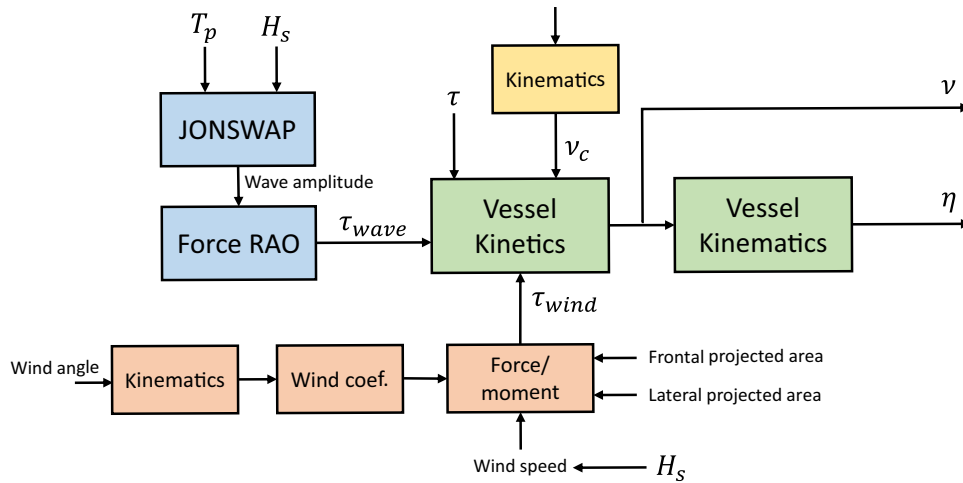 T_p
H_s
JONSWAP
Wave amplitude
Force RAO
τ_wave
τ
Kinematics
ν_c
Vessel
Kinetics
ν
Vessel
Kinematics
η
τ_wind
Wind angle
Kinematics
Wind coef.
Force/
moment
Frontal projected area
Lateral projected area
Wind speed
H_s